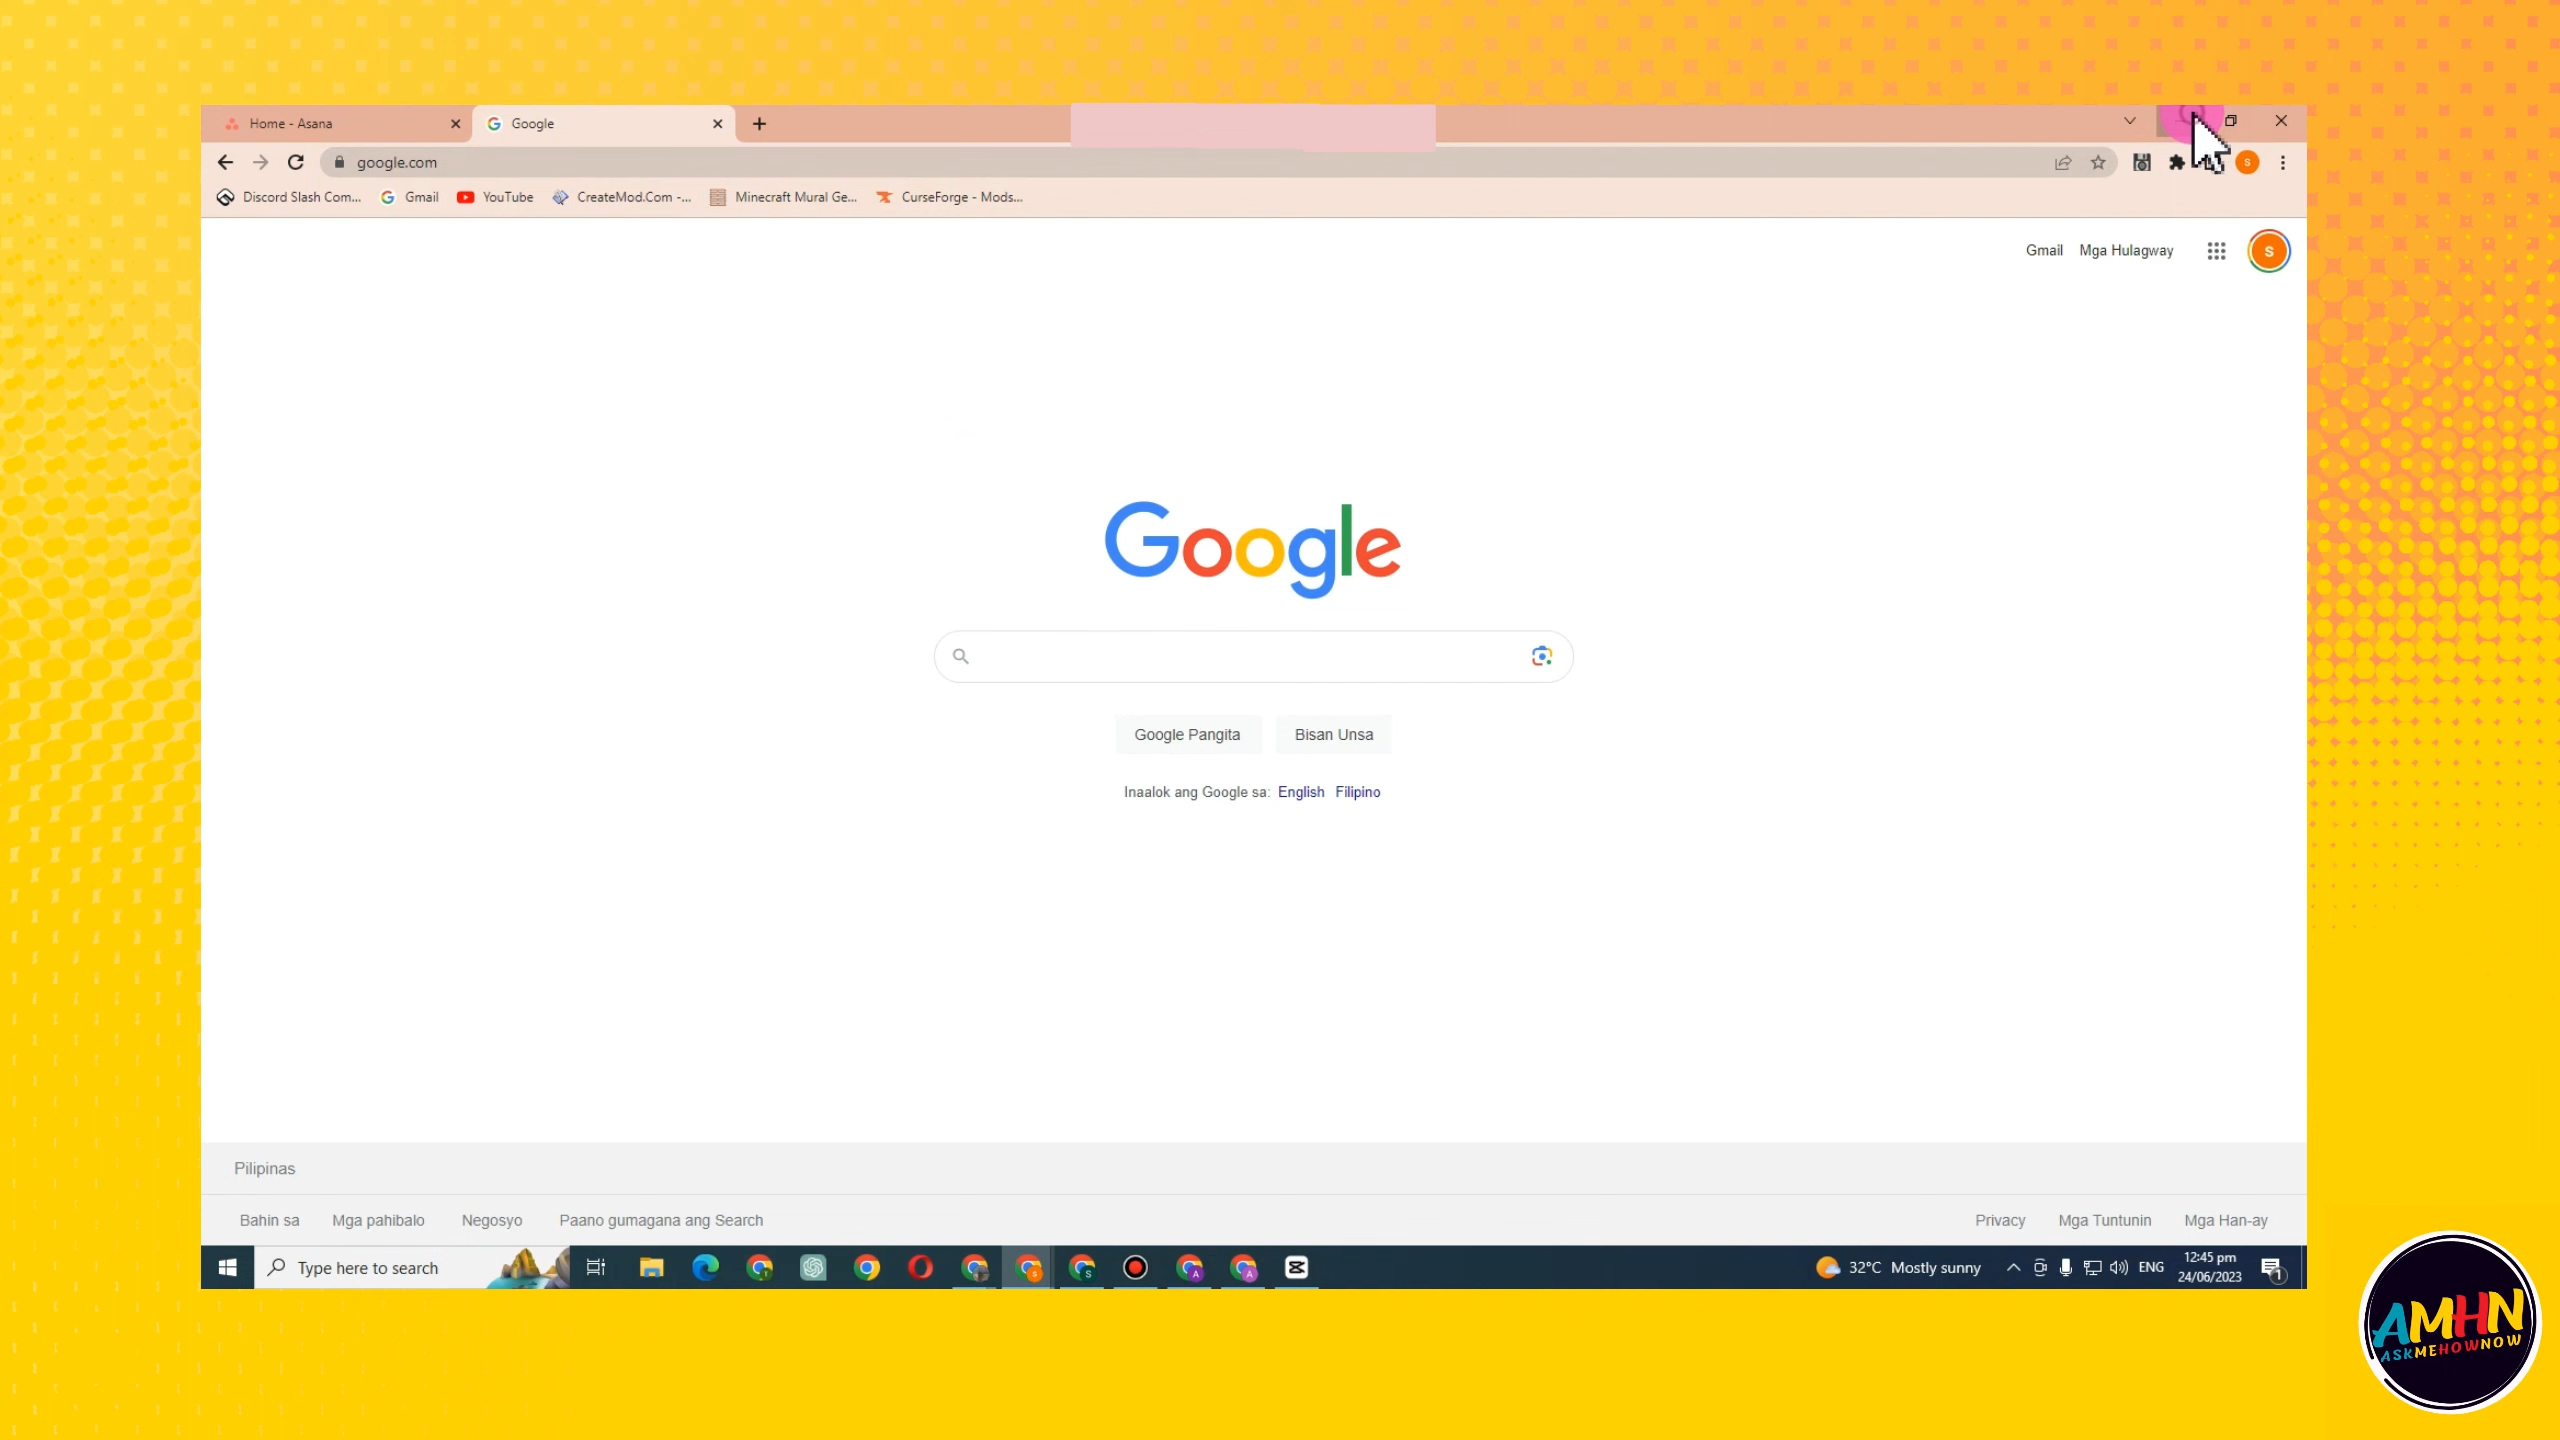 Home - Asana
Google
google.com
S
Discord Slash Com...
Gmail
YouTube
CreateMod.Com -...
Minecraft Mural Ge...
CurseForge - Mods...
Gmail
Mga Hulagway
S
Google
Google Pangita
Bisan Unsa
Inaalok ang Google sa: English Filipino
Pilipinas
Bahin sa
Mga pahibalo
Negosyo
Paano gumagana ang Search
Privacy
Mga Tuntunin
Mga Han-ay
Type here to search
32°C Mostly sunny
ENG
12:45 pm
24/06/2023
1
AMHN
ASKMEHOWNOW